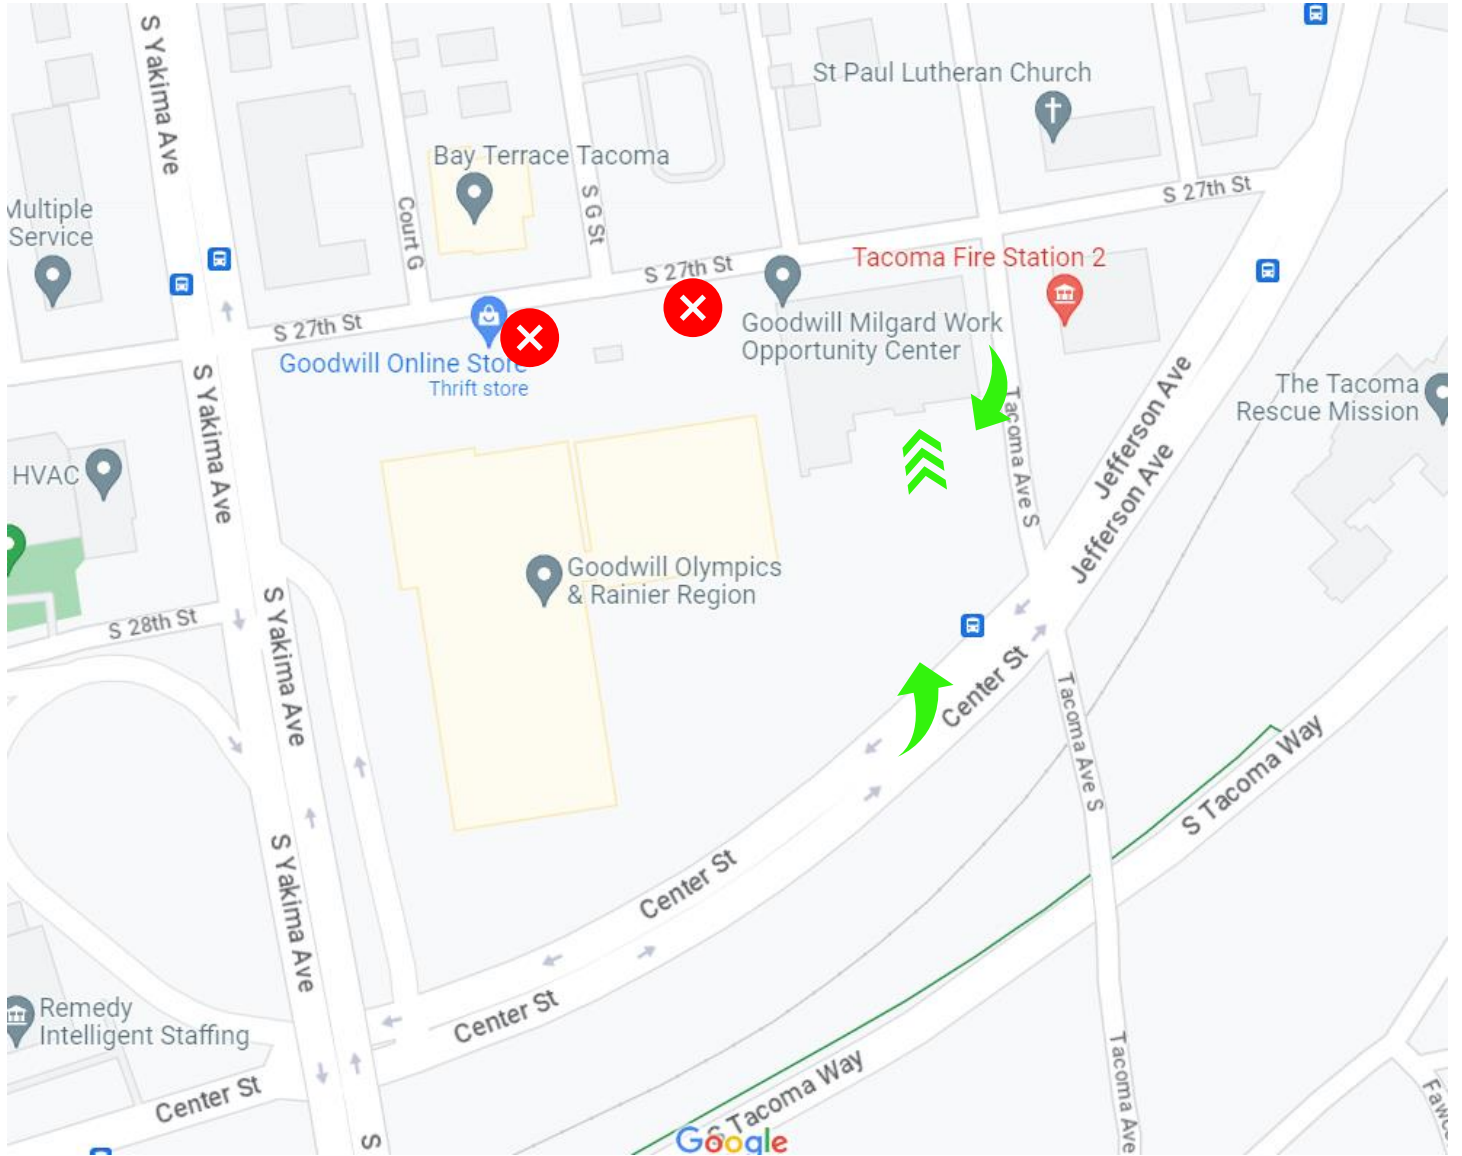 S Yakima Ave
St Paul Lutheran Church
Bay Terrace Tacoma
Multiple
Service
Court G
S G St
S 27th St
S 27th St
S 27th St
Tacoma Fire Station 2
Goodwill Milgard Work
Opportunity Center
Goodwill Online Store
Thrift store
S Yakima Ave
Tacoma Ave S
Jefferson Ave
Jefferson Ave
The Tacoma
Rescue Mission
HVAC
Goodwill Olympics
& Rainier Region
S 28th St
S Yakima Ave
Center St
Tacoma Ave S
S Tacoma Way
Center St
S Yakima Ave
Remedy
Intelligent Staffing
Center St
Center St
S Tacoma Way
Tacoma Ave
S
Google